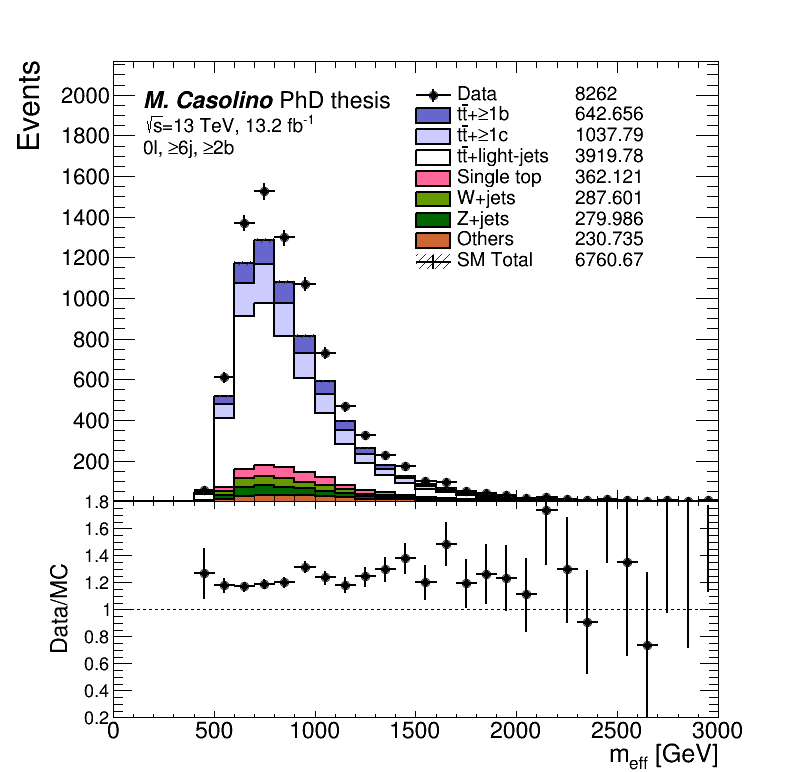 Events
2000
1800
1600
1400
1200
1000
800
600
400
200
M. Casolino PhD thesis
√s=13 TeV, 13.2 fb-1
0l, ≥6j, ≥2b
Data 8262
tt̄+≥1b 642.656
tt̄+≥1c 1037.79
tt̄+light-jets 3919.78
Single top 362.121
W+jets 287.601
Z+jets 279.986
Others 230.735
SM Total 6760.67
Data/MC
1.8
1.6
1.4
1.2
1
0.8
0.6
0.4
0.2
0 500 1000 1500 2000 2500 3000
meff [GeV]